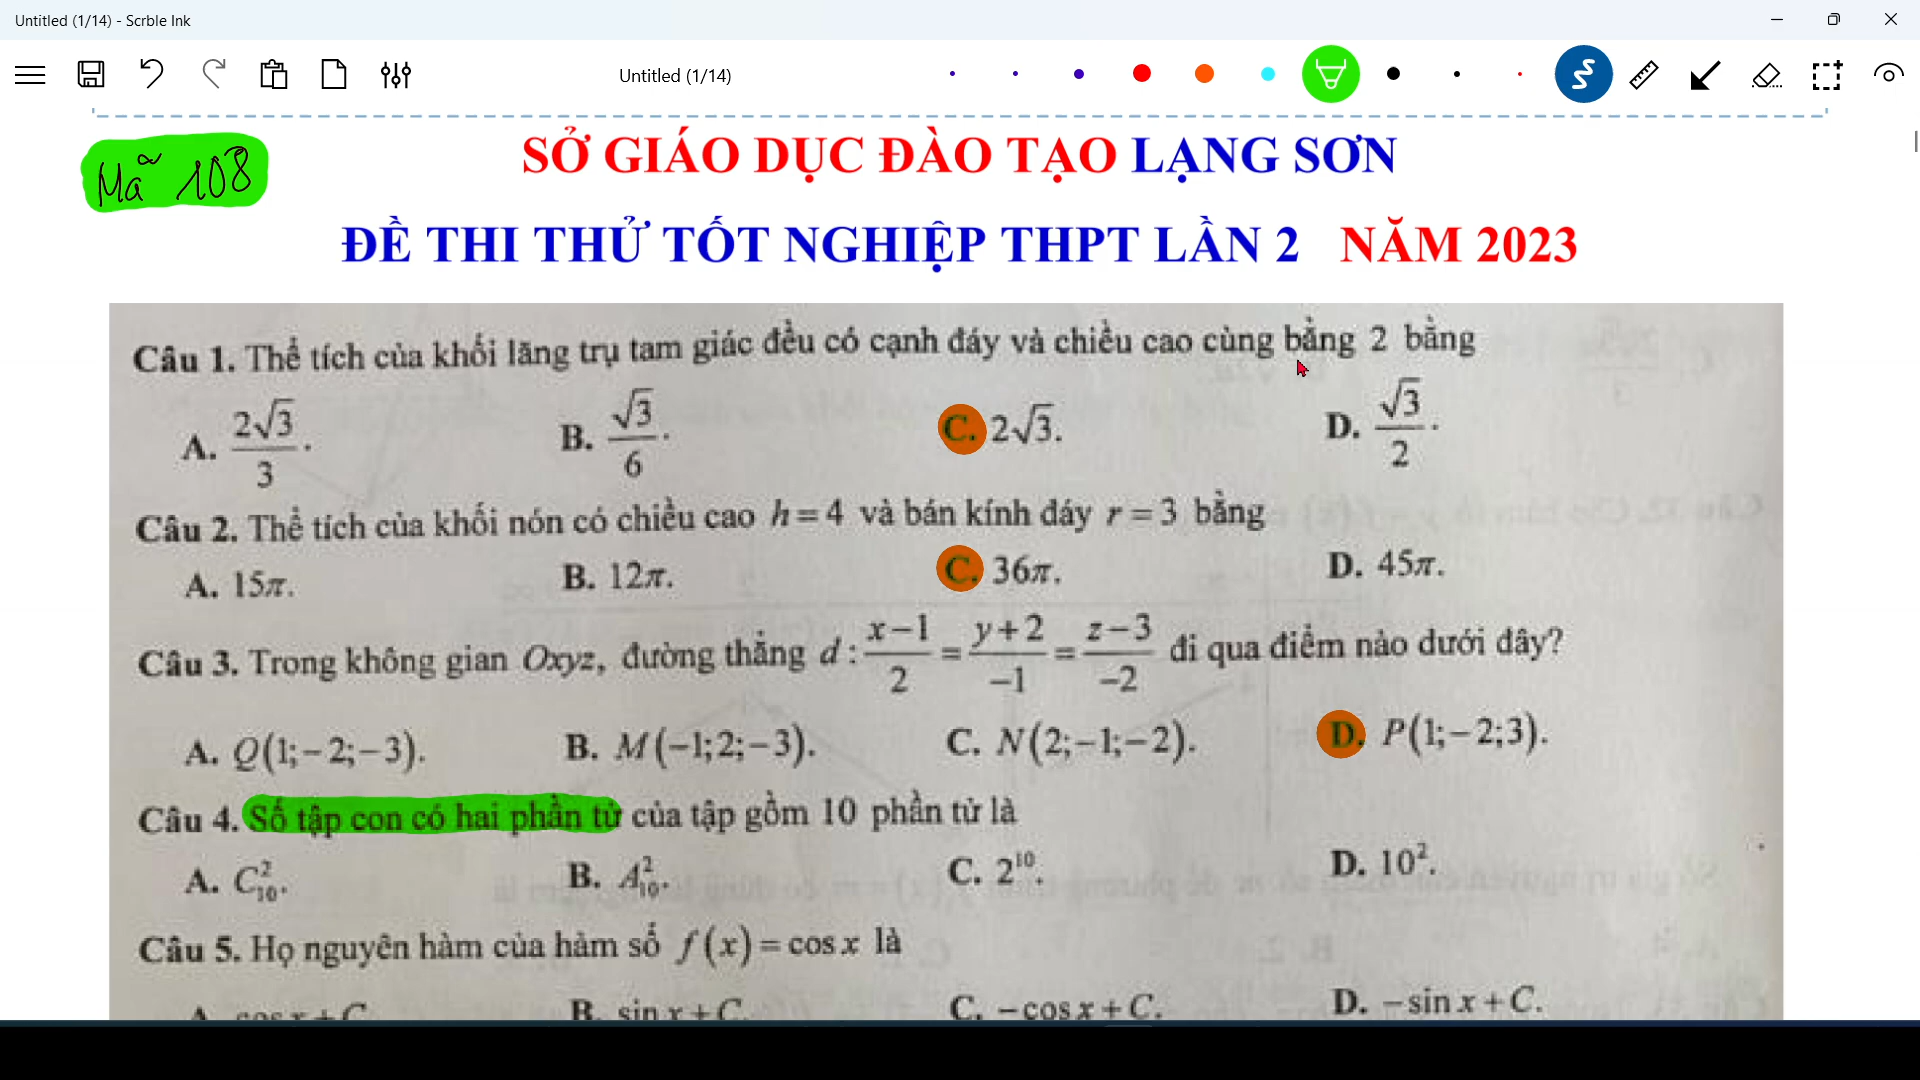 Untitled (1/14) - Scrble Ink
Untitled (1/14)
Mã 108
SỞ GIÁO DỤC ĐÀO TẠO LẠNG SƠN
ĐỀ THI THỬ TỐT NGHIỆP THPT LẦN 2 NĂM 2023
Câu 1. Thể tích của khối lăng trụ tam giác đều có cạnh đáy và chiều cao cùng bằng 2 bằng
A. 2√3/3. B. √3/6. C. 2√3. D. √3/2.
Câu 2. Thể tích của khối nón có chiều cao h = 4 và bán kính đáy r = 3 bằng
A. 15π. B. 12π. C. 36π. D. 45π.
Câu 3. Trong không gian Oxyz, đường thẳng d : (x−1)/2 = (y+2)/−1 = (z−3)/−2 đi qua điểm nào dưới đây?
A. Q(1;−2;−3). B. M(−1;2;−3). C. N(2;−1;−2). D. P(1;−2;3).
Câu 4. Số tập con có hai phần tử của tập gồm 10 phần tử là
A. C²₁₀. B. A²₁₀. C. 2¹⁰. D. 10².
Câu 5. Họ nguyên hàm của hàm số f(x) = cos x là
A. cos x + C. B. sin x + C. C. −cos x + C. D. −sin x + C.